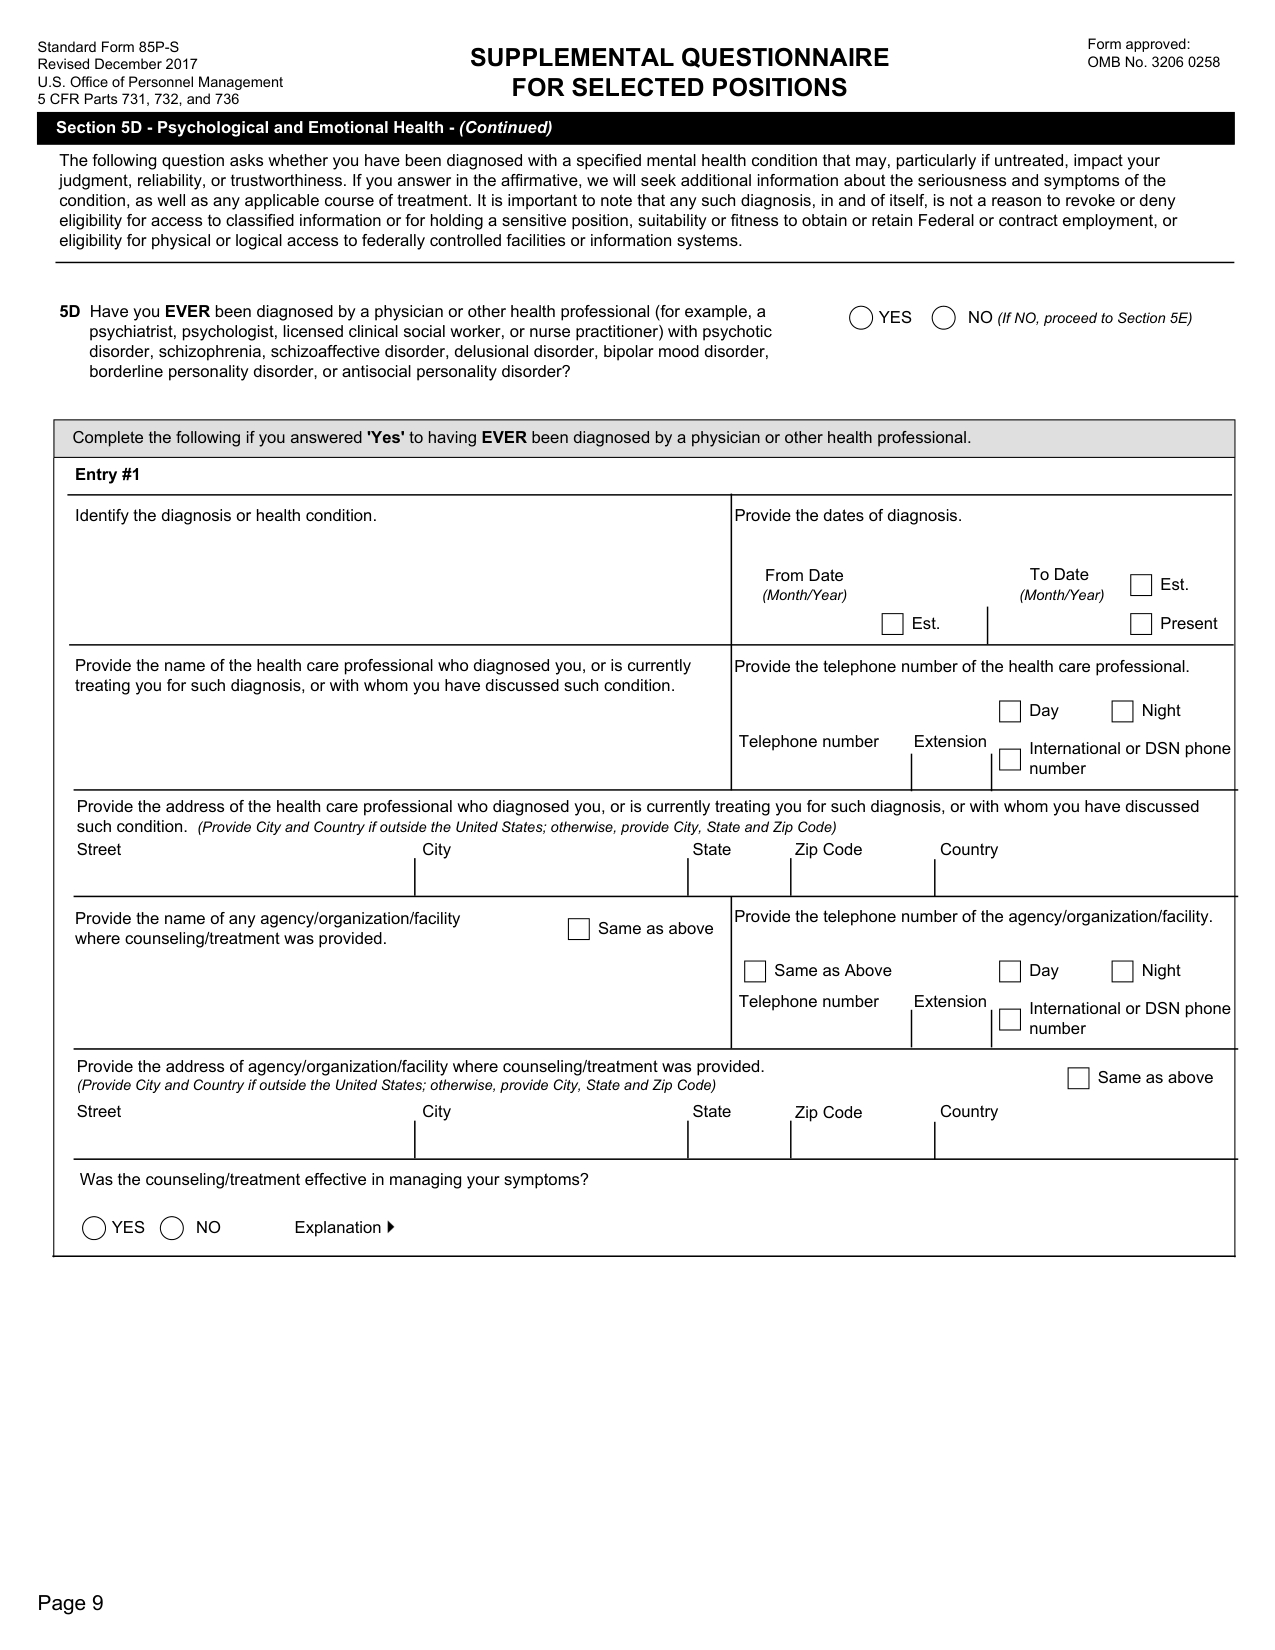 Standard Form 85P-S
Revised December 2017
U.S. Office of Personnel Management
5 CFR Parts 731, 732, and 736
SUPPLEMENTAL QUESTIONNAIRE
FOR SELECTED POSITIONS
Form approved:
OMB No. 3206 0258
Section 5D - Psychological and Emotional Health - (Continued)
The following question asks whether you have been diagnosed with a specified mental health condition that may, particularly if untreated, impact your
judgment, reliability, or trustworthiness. If you answer in the affirmative, we will seek additional information about the seriousness and symptoms of the
condition, as well as any applicable course of treatment. It is important to note that any such diagnosis, in and of itself, is not a reason to revoke or deny
eligibility for access to classified information or for holding a sensitive position, suitability or fitness to obtain or retain Federal or contract employment, or
eligibility for physical or logical access to federally controlled facilities or information systems.
5D Have you EVER been diagnosed by a physician or other health professional (for example, a
psychiatrist, psychologist, licensed clinical social worker, or nurse practitioner) with psychotic
disorder, schizophrenia, schizoaffective disorder, delusional disorder, bipolar mood disorder,
borderline personality disorder, or antisocial personality disorder?
YES NO (If NO, proceed to Section 5E)
Complete the following if you answered 'Yes' to having EVER been diagnosed by a physician or other health professional.
Entry #1
Identify the diagnosis or health condition.
Provide the dates of diagnosis.
From Date
(Month/Year)
Est.
To Date
(Month/Year)
Est.
Present
Provide the name of the health care professional who diagnosed you, or is currently
treating you for such diagnosis, or with whom you have discussed such condition.
Provide the telephone number of the health care professional.
Day Night
Telephone number Extension
International or DSN phone
number
Provide the address of the health care professional who diagnosed you, or is currently treating you for such diagnosis, or with whom you have discussed
such condition. (Provide City and Country if outside the United States; otherwise, provide City, State and Zip Code)
Street City State Zip Code Country
Provide the name of any agency/organization/facility
where counseling/treatment was provided.
Same as above
Provide the telephone number of the agency/organization/facility.
Same as Above Day Night
Telephone number Extension
International or DSN phone
number
Provide the address of agency/organization/facility where counseling/treatment was provided.
(Provide City and Country if outside the United States; otherwise, provide City, State and Zip Code)
Same as above
Street City State Zip Code Country
Was the counseling/treatment effective in managing your symptoms?
YES NO Explanation
Page 9